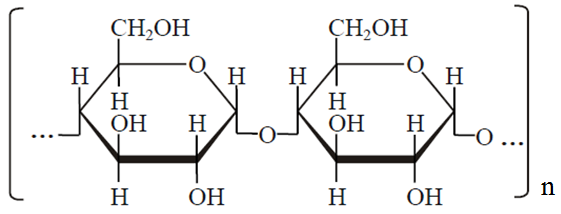 CH₂OH CH₂OH
O O
H H H H
H H
OH H OH H
... O O ...
H OH H OH n